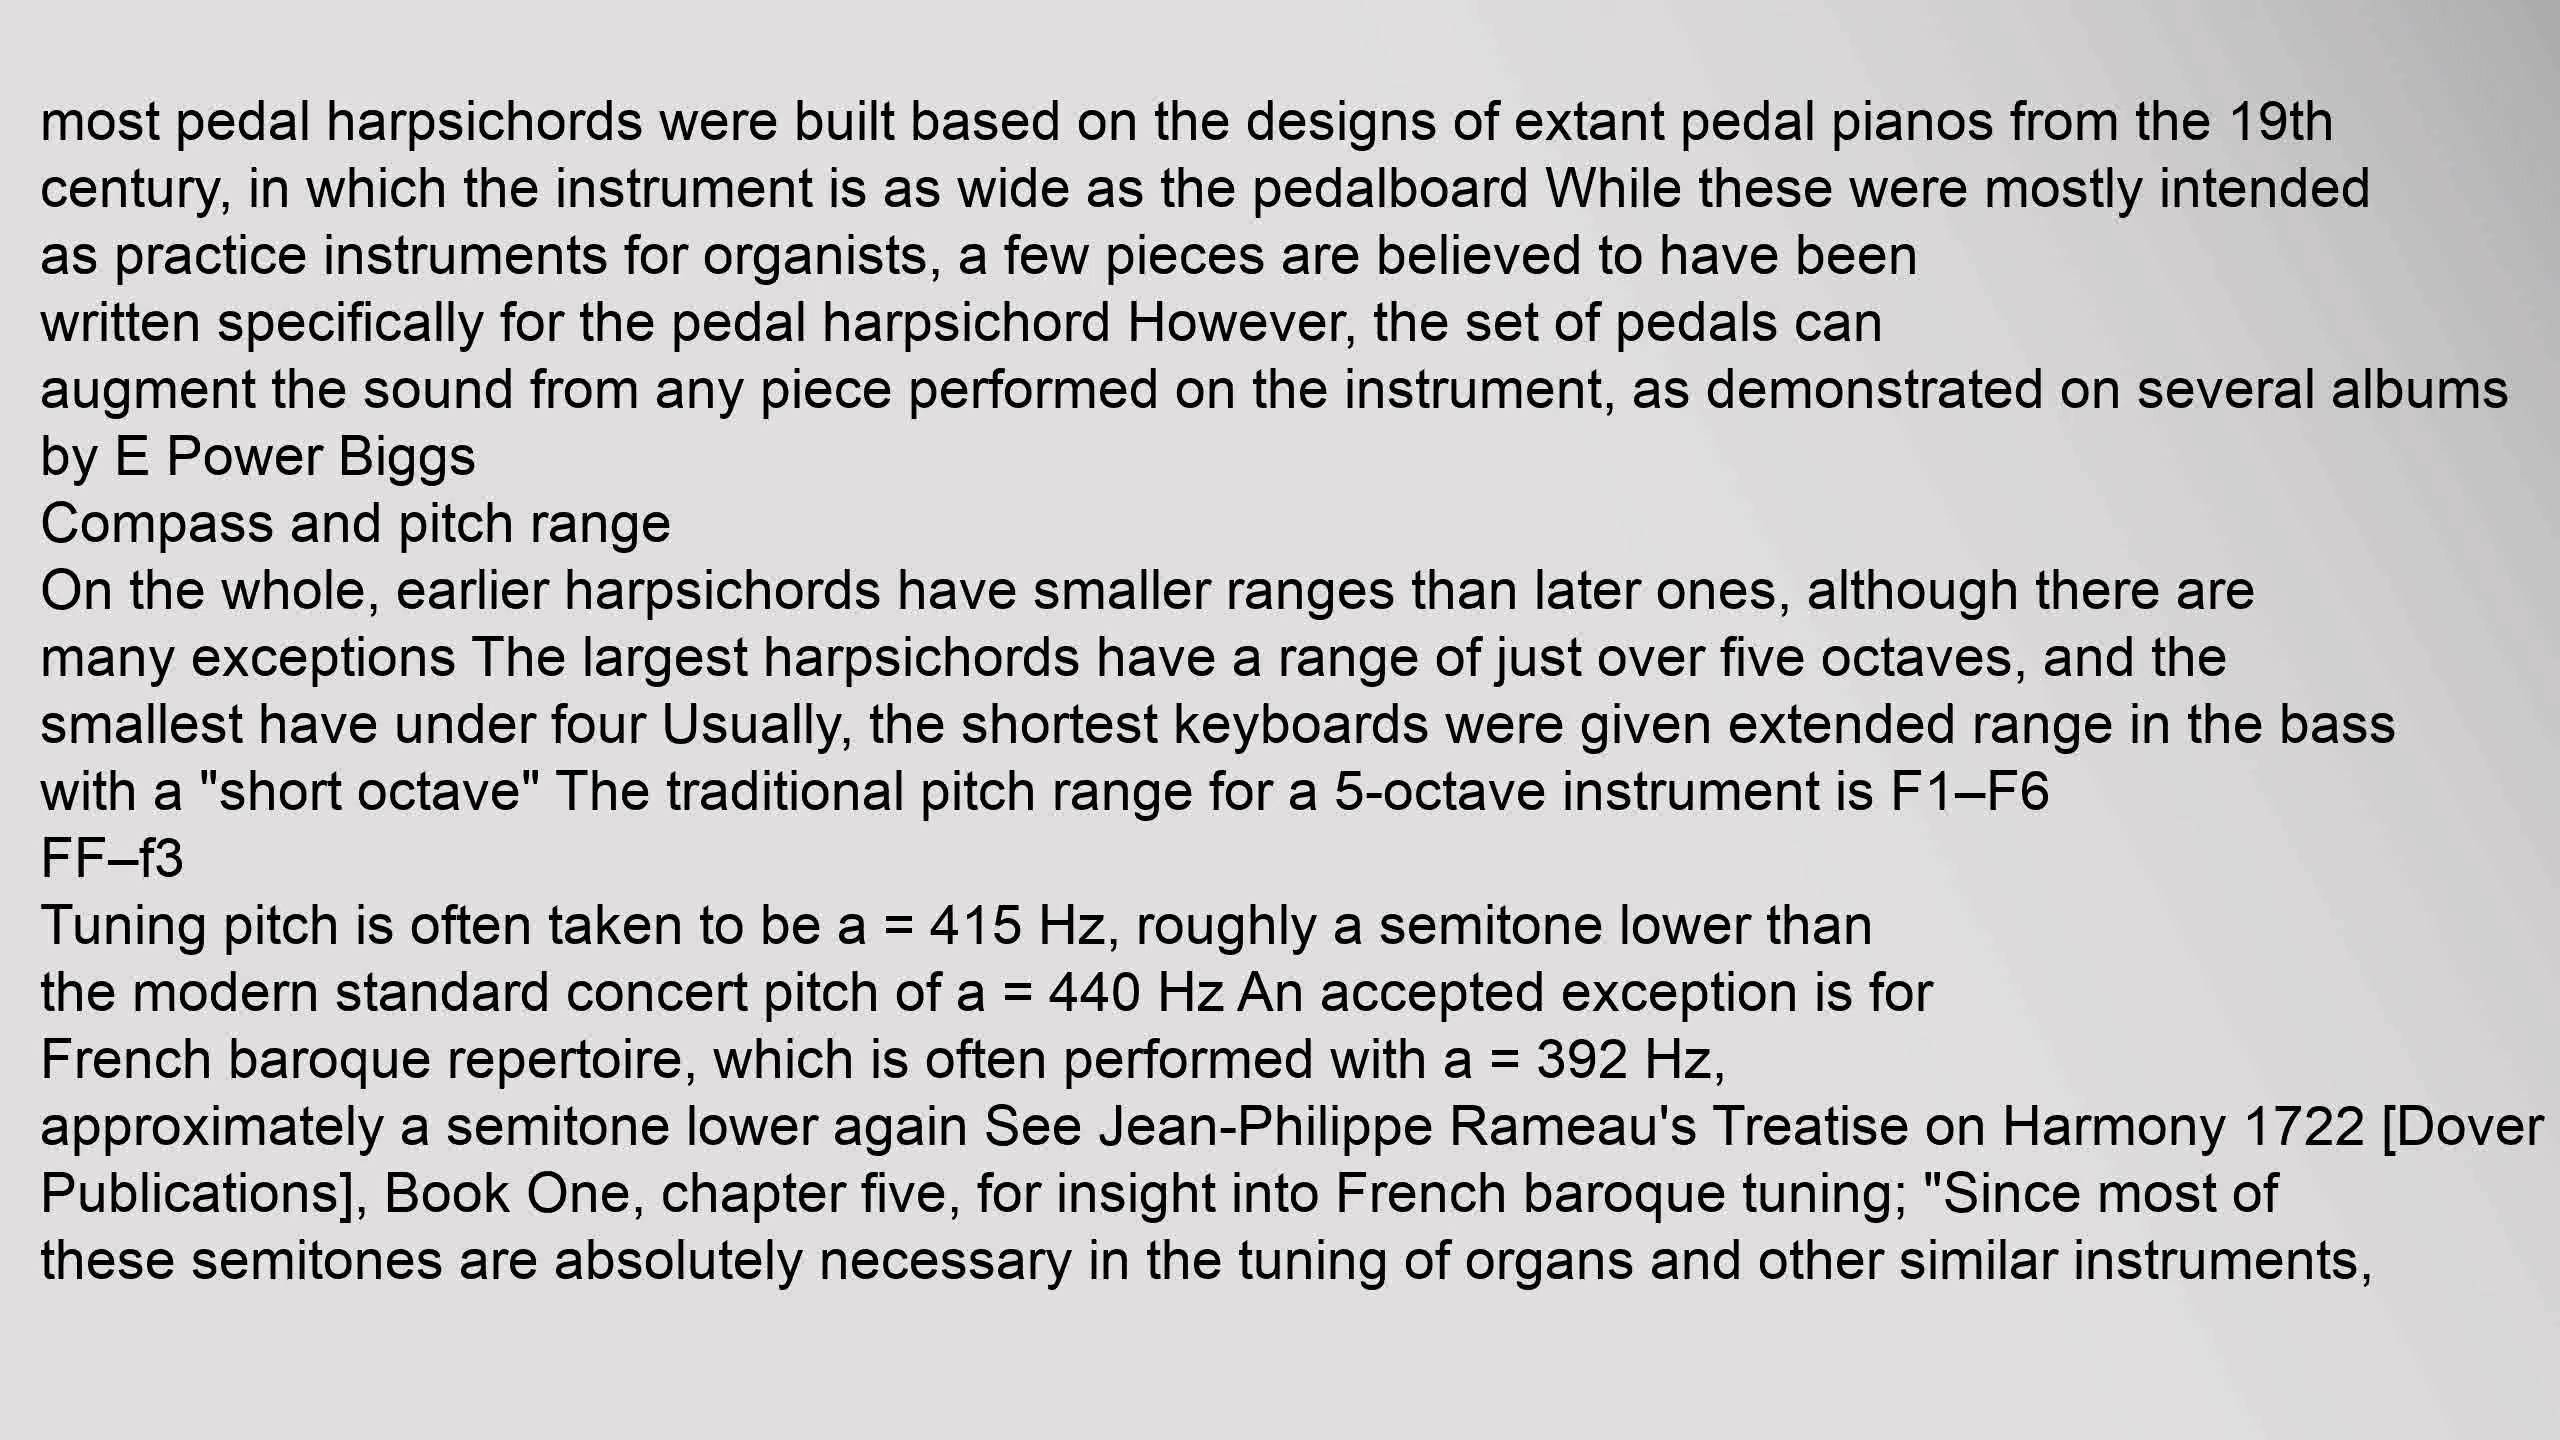 most pedal harpsichords were built based on the designs of extant pedal pianos from the 19th
century, in which the instrument is as wide as the pedalboard While these were mostly intended
as practice instruments for organists, a few pieces are believed to have been
written specifically for the pedal harpsichord However, the set of pedals can
augment the sound from any piece performed on the instrument, as demonstrated on several albums
by E Power Biggs
Compass and pitch range
On the whole, earlier harpsichords have smaller ranges than later ones, although there are
many exceptions The largest harpsichords have a range of just over five octaves, and the
smallest have under four Usually, the shortest keyboards were given extended range in the bass
with a "short octave" The traditional pitch range for a 5-octave instrument is F1–F6
FF–f3
Tuning pitch is often taken to be a = 415 Hz, roughly a semitone lower than
the modern standard concert pitch of a = 440 Hz An accepted exception is for
French baroque repertoire, which is often performed with a = 392 Hz,
approximately a semitone lower again See Jean-Philippe Rameau's Treatise on Harmony 1722 [Dover
Publications], Book One, chapter five, for insight into French baroque tuning; "Since most of
these semitones are absolutely necessary in the tuning of organs and other similar instruments,